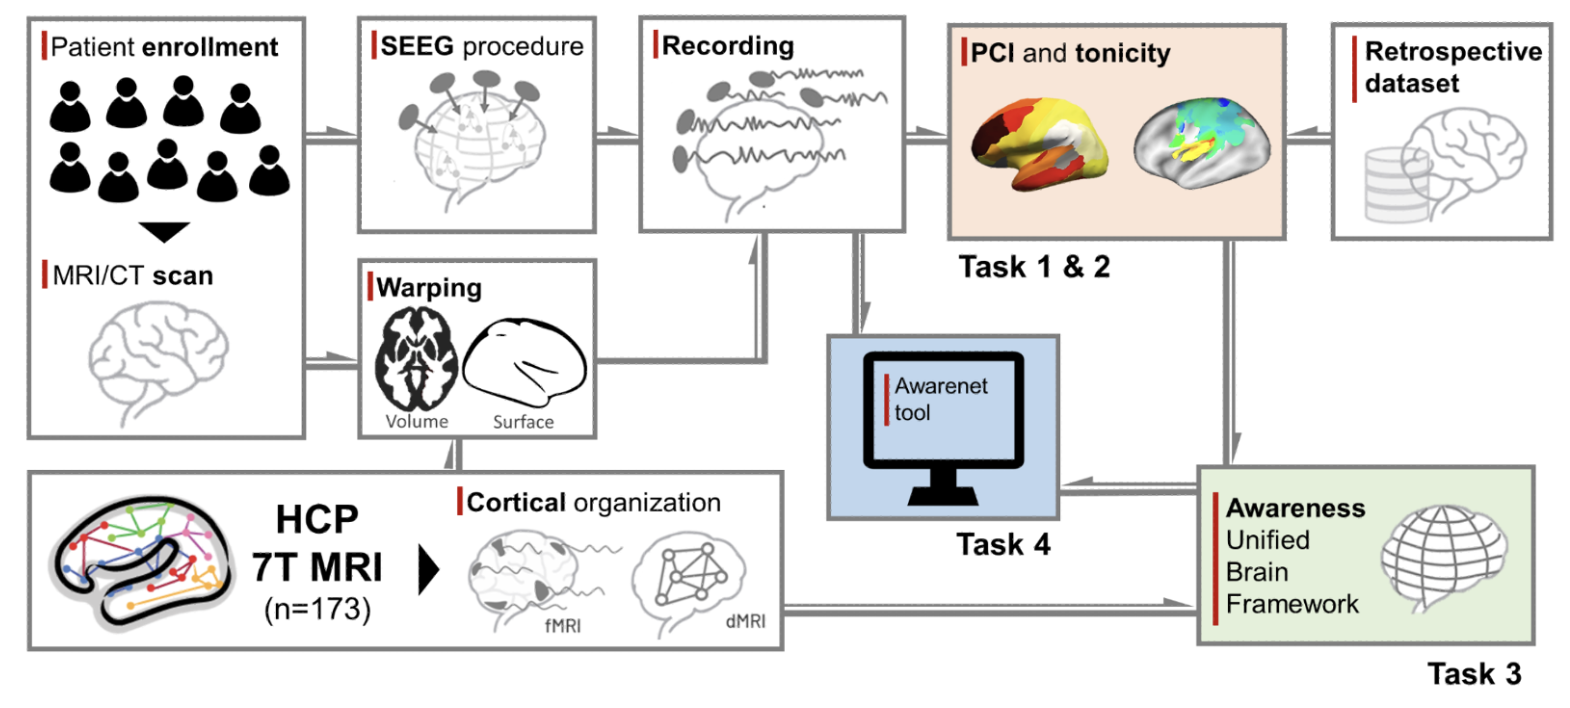 Patient enrollment
MRI/CT scan
SEEG procedure
Warping
Volume
Surface
Recording
PCI and tonicity
Task 1 & 2
Retrospective
dataset
Awarenet
tool
Task 4
HCP
7T MRI
(n=173)
Cortical organization
fMRI
dMRI
Awareness
Unified
Brain
Framework
Task 3